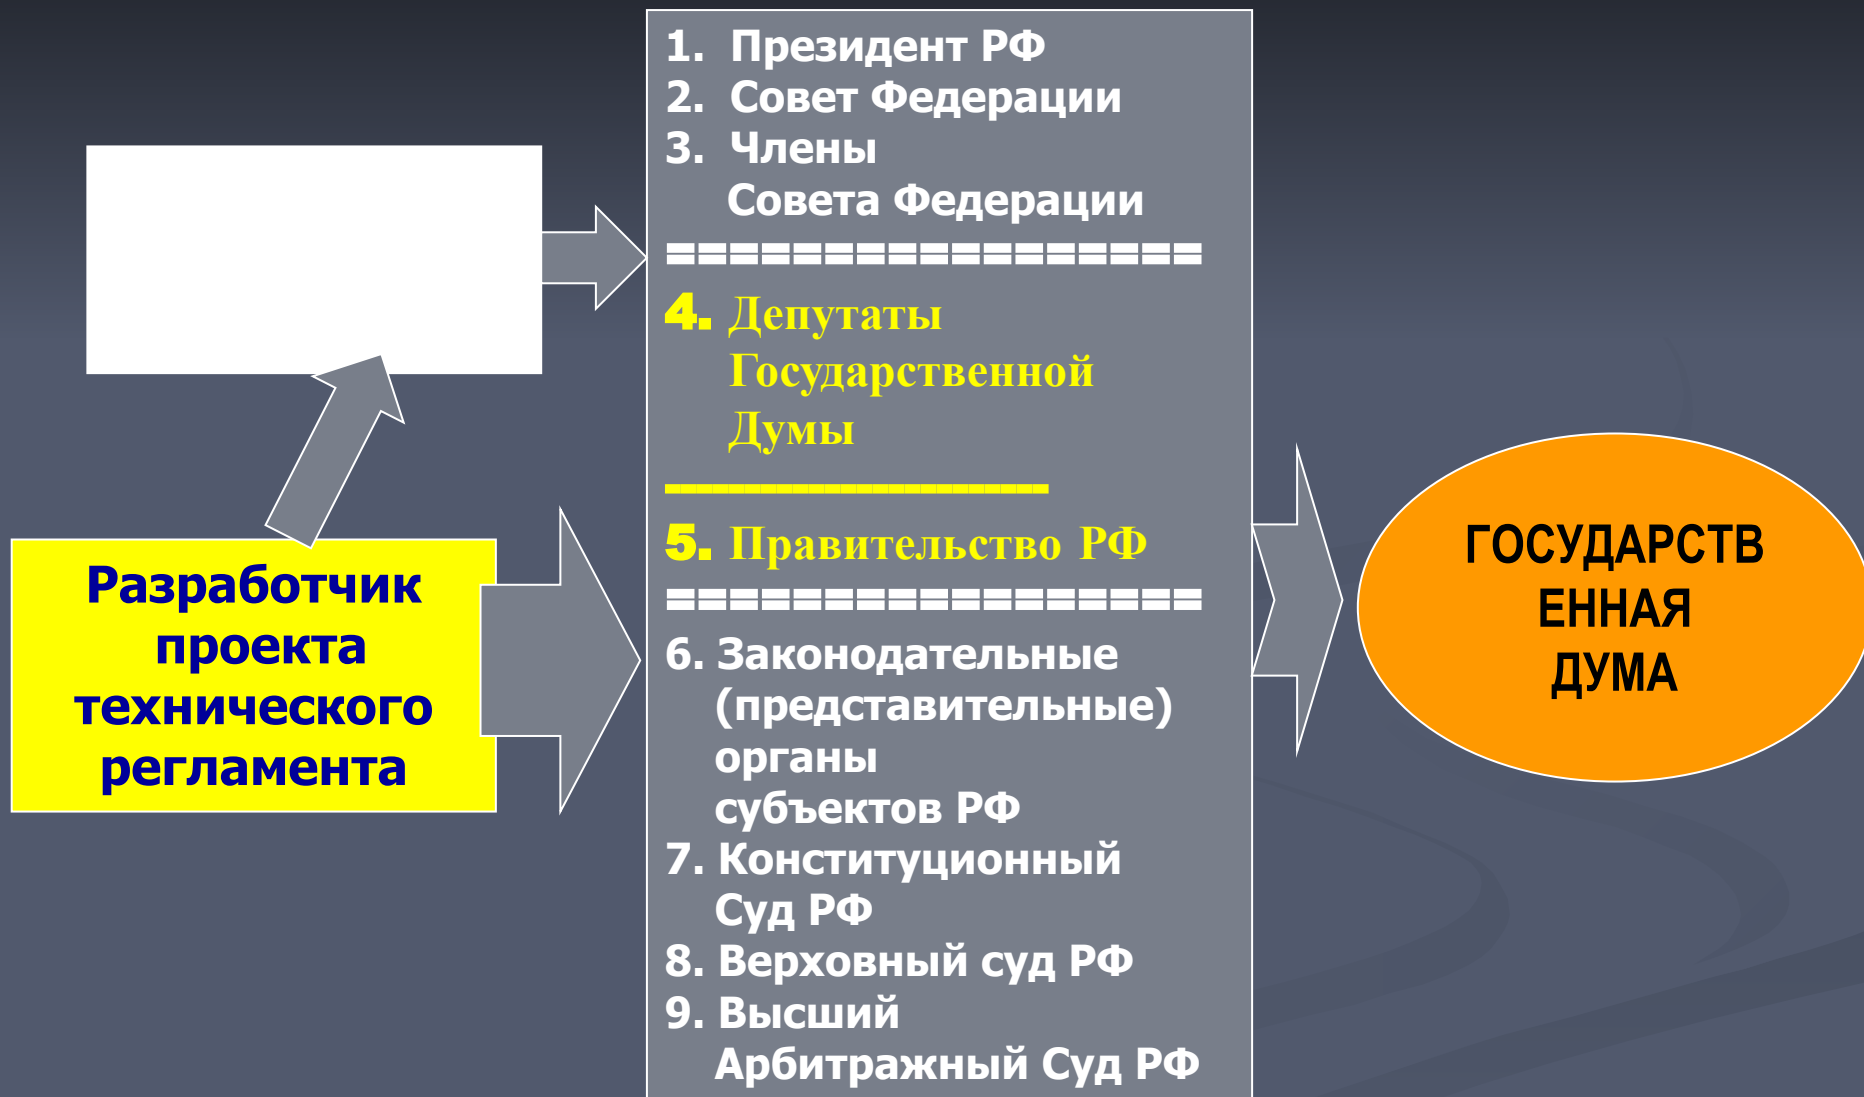 1. Президент РФ
2. Совет Федерации
3. Члены
Совета Федерации
=================
4. Депутаты
Государственной
Думы
________________________
5. Правительство РФ
=================
6. Законодательные
(представительные)
органы
субъектов РФ
7. Конституционный
Суд РФ
8. Верховный суд РФ
9. Высший
Арбитражный Суд РФ
Разработчик
проекта
технического
регламента
ГОСУДАРСТВ
ЕННАЯ
ДУМА